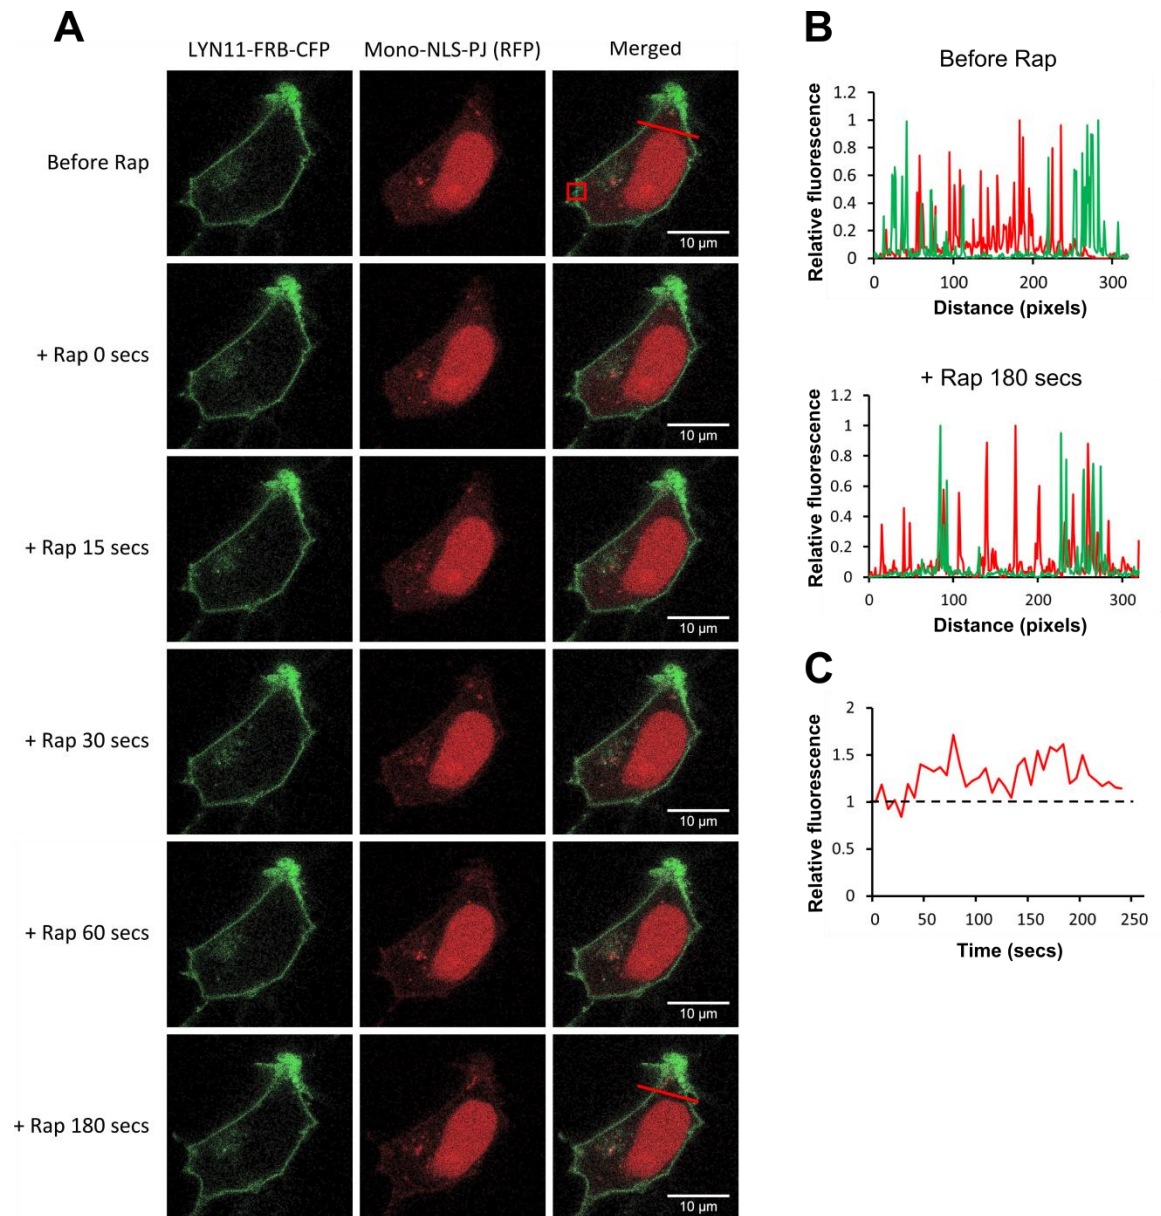 A
LYN11-FRB-CFP
Mono-NLS-PJ (RFP)
Merged
Before Rap
10 µm
+ Rap 0 secs
10 µm
+ Rap 15 secs
10 µm
+ Rap 30 secs
10 µm
+ Rap 60 secs
10 µm
+ Rap 180 secs
10 µm
B
Before Rap
Relative fluorescence
1.2
1
0.8
0.6
0.4
0.2
0
0 100 200 300
Distance (pixels)
+ Rap 180 secs
Relative fluorescence
1.2
1
0.8
0.6
0.4
0.2
0
0 100 200 300
Distance (pixels)
C
Relative fluorescence
2
1.5
1
0.5
0
0 50 100 150 200 250
Time (secs)